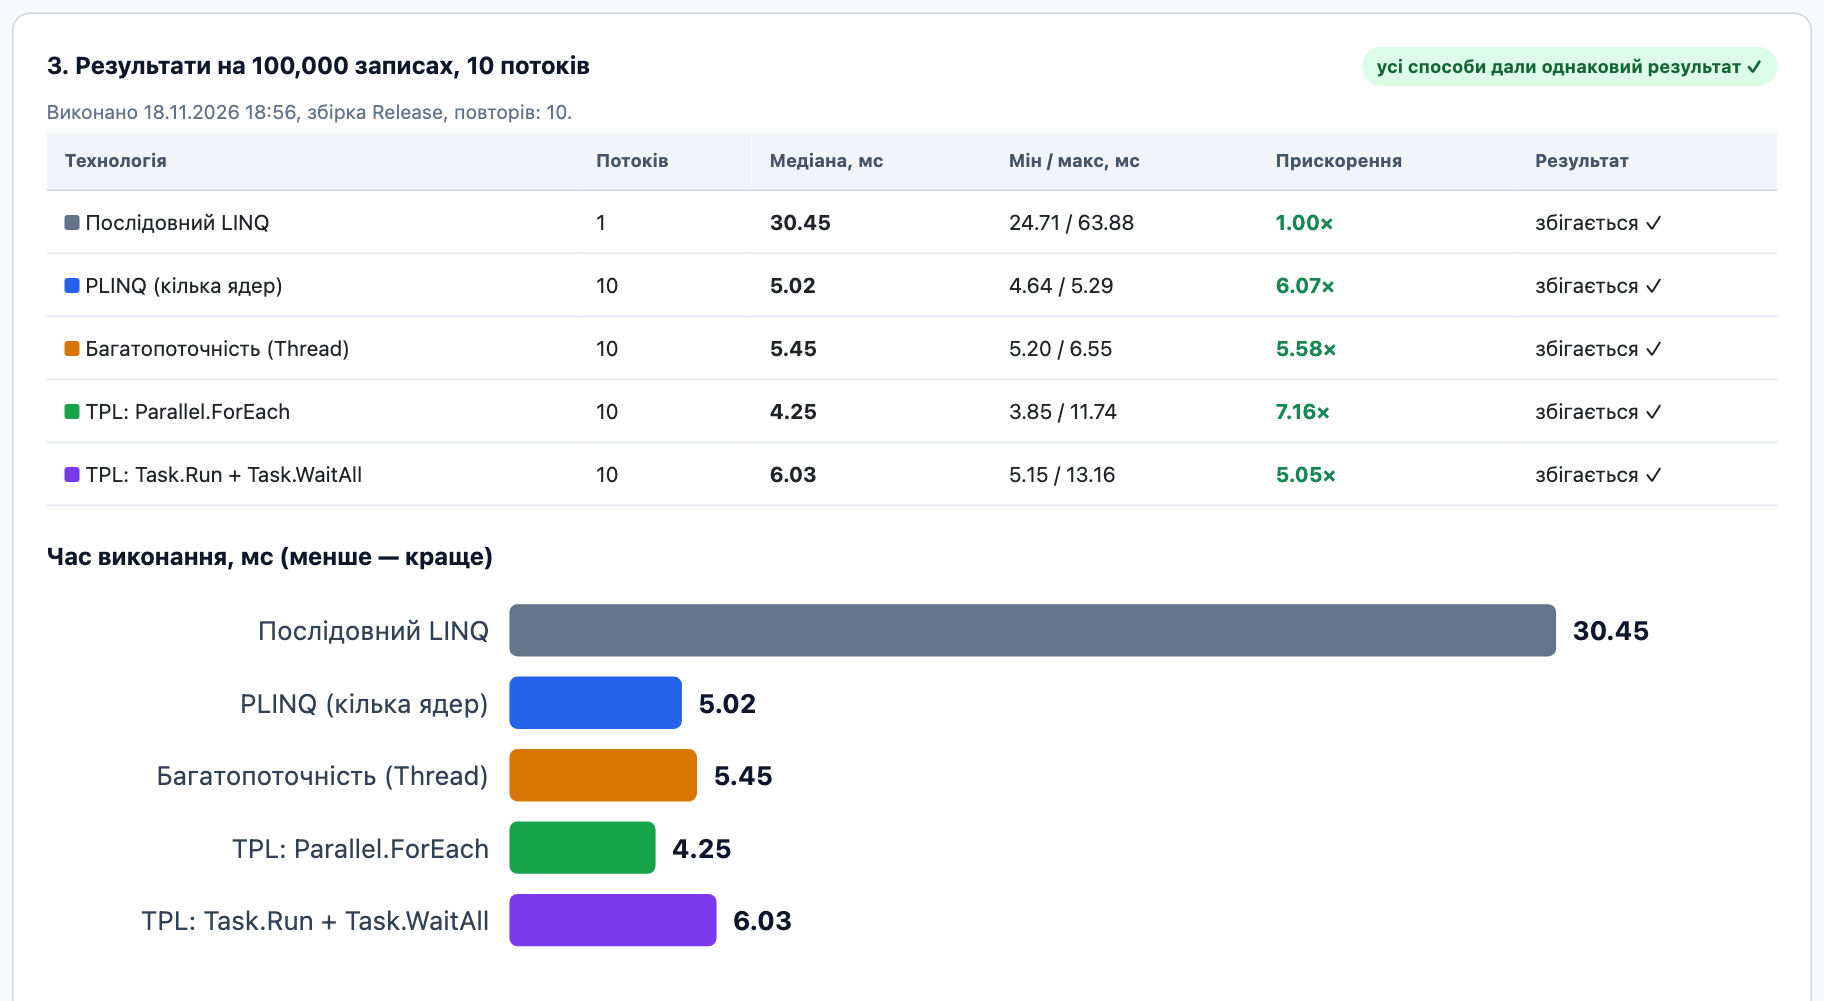 3. Результати на 100,000 записах, 10 потоків
усі способи дали однаковий результат ✓
Виконано 18.11.2026 18:56, збірка Release, повторів: 10.
Технологія Потоків Медіана, мс Мін / макс, мс Прискорення Результат
Послідовний LINQ 1 30.45 24.71 / 63.88 1.00× збігається ✓
PLINQ (кілька ядер) 10 5.02 4.64 / 5.29 6.07× збігається ✓
Багатопоточність (Thread) 10 5.45 5.20 / 6.55 5.58× збігається ✓
TPL: Parallel.ForEach 10 4.25 3.85 / 11.74 7.16× збігається ✓
TPL: Task.Run + Task.WaitAll 10 6.03 5.15 / 13.16 5.05× збігається ✓
Час виконання, мс (менше — краще)
Послідовний LINQ 30.45
PLINQ (кілька ядер) 5.02
Багатопоточність (Thread) 5.45
TPL: Parallel.ForEach 4.25
TPL: Task.Run + Task.WaitAll 6.03